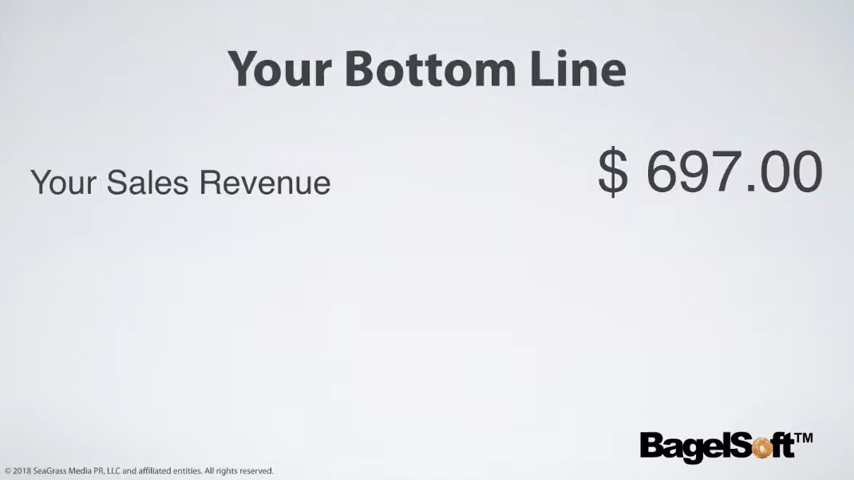 Your Bottom Line
Your Sales Revenue $ 697.00
BagelSoft™
© 2018 SeaGrass Media PR, LLC and affiliated entities. All rights reserved.